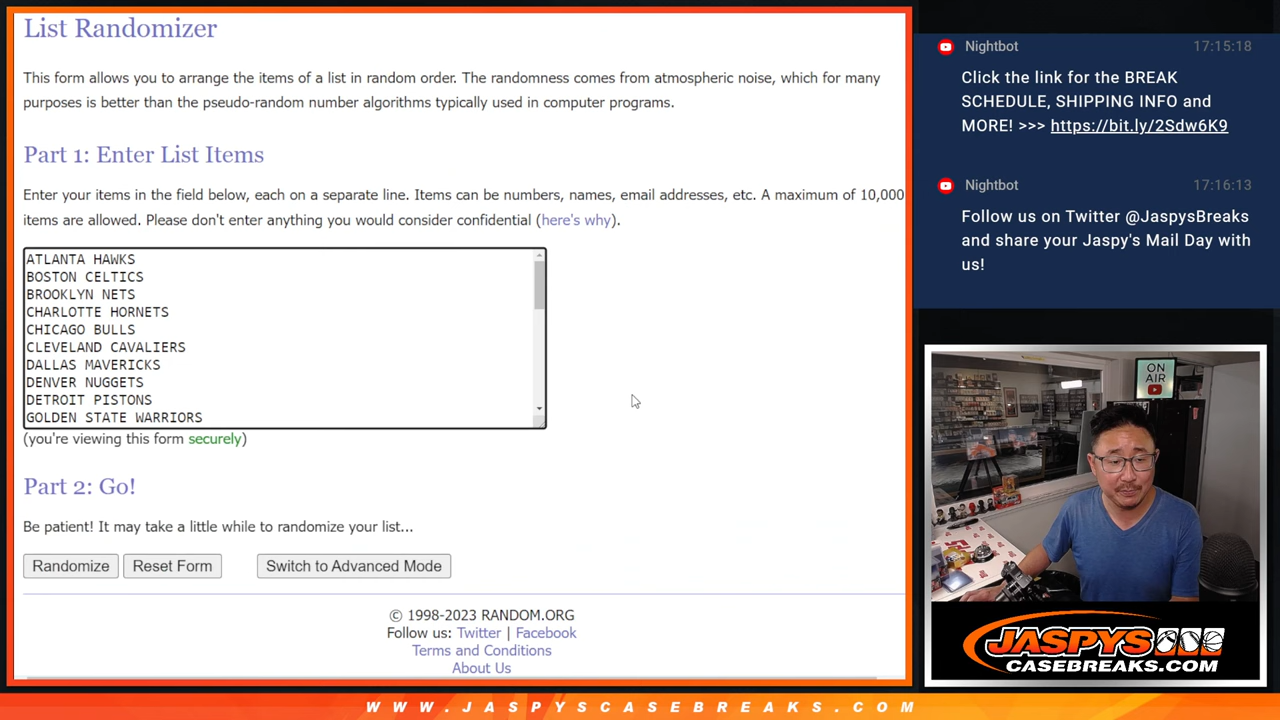 List Randomizer
This form allows you to arrange the items of a list in random order. The randomness comes from atmospheric noise, which for many
purposes is better than the pseudo-random number algorithms typically used in computer programs.
Part 1: Enter List Items
Enter your items in the field below, each on a separate line. Items can be numbers, names, email addresses, etc. A maximum of 10,000
items are allowed. Please don't enter anything you would consider confidential (here's why).
ATLANTA HAWKS
BOSTON CELTICS
BROOKLYN NETS
CHARLOTTE HORNETS
CHICAGO BULLS
CLEVELAND CAVALIERS
DALLAS MAVERICKS
DENVER NUGGETS
DETROIT PISTONS
GOLDEN STATE WARRIORS
(you're viewing this form securely)
Part 2: Go!
Be patient! It may take a little while to randomize your list...
Randomize Reset Form Switch to Advanced Mode
© 1998-2023 RANDOM.ORG
Follow us: Twitter | Facebook
Terms and Conditions
About Us
Nightbot 17:15:18
Click the link for the BREAK
SCHEDULE, SHIPPING INFO and
MORE! >>> https://bit.ly/2Sdw6K9
Nightbot 17:16:13
Follow us on Twitter @JaspysBreaks
and share your Jaspy's Mail Day with
us!
ON
AIR
JASPYS
CASEBREAKS.COM
WWW.JASPYSCASEBREAKS.COM